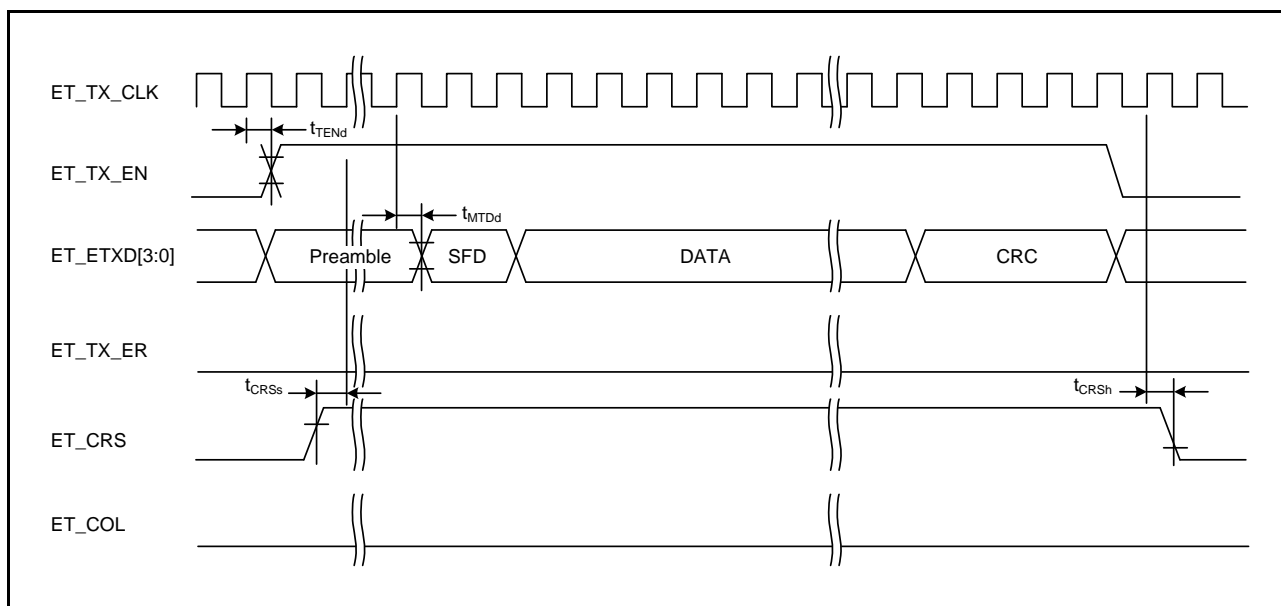 ET_TX_CLK
tTENd
ET_TX_EN
tMTDd
ET_ETXD[3:0]
Preamble
SFD
DATA
CRC
ET_TX_ER
tCRSs
tCRSh
ET_CRS
ET_COL